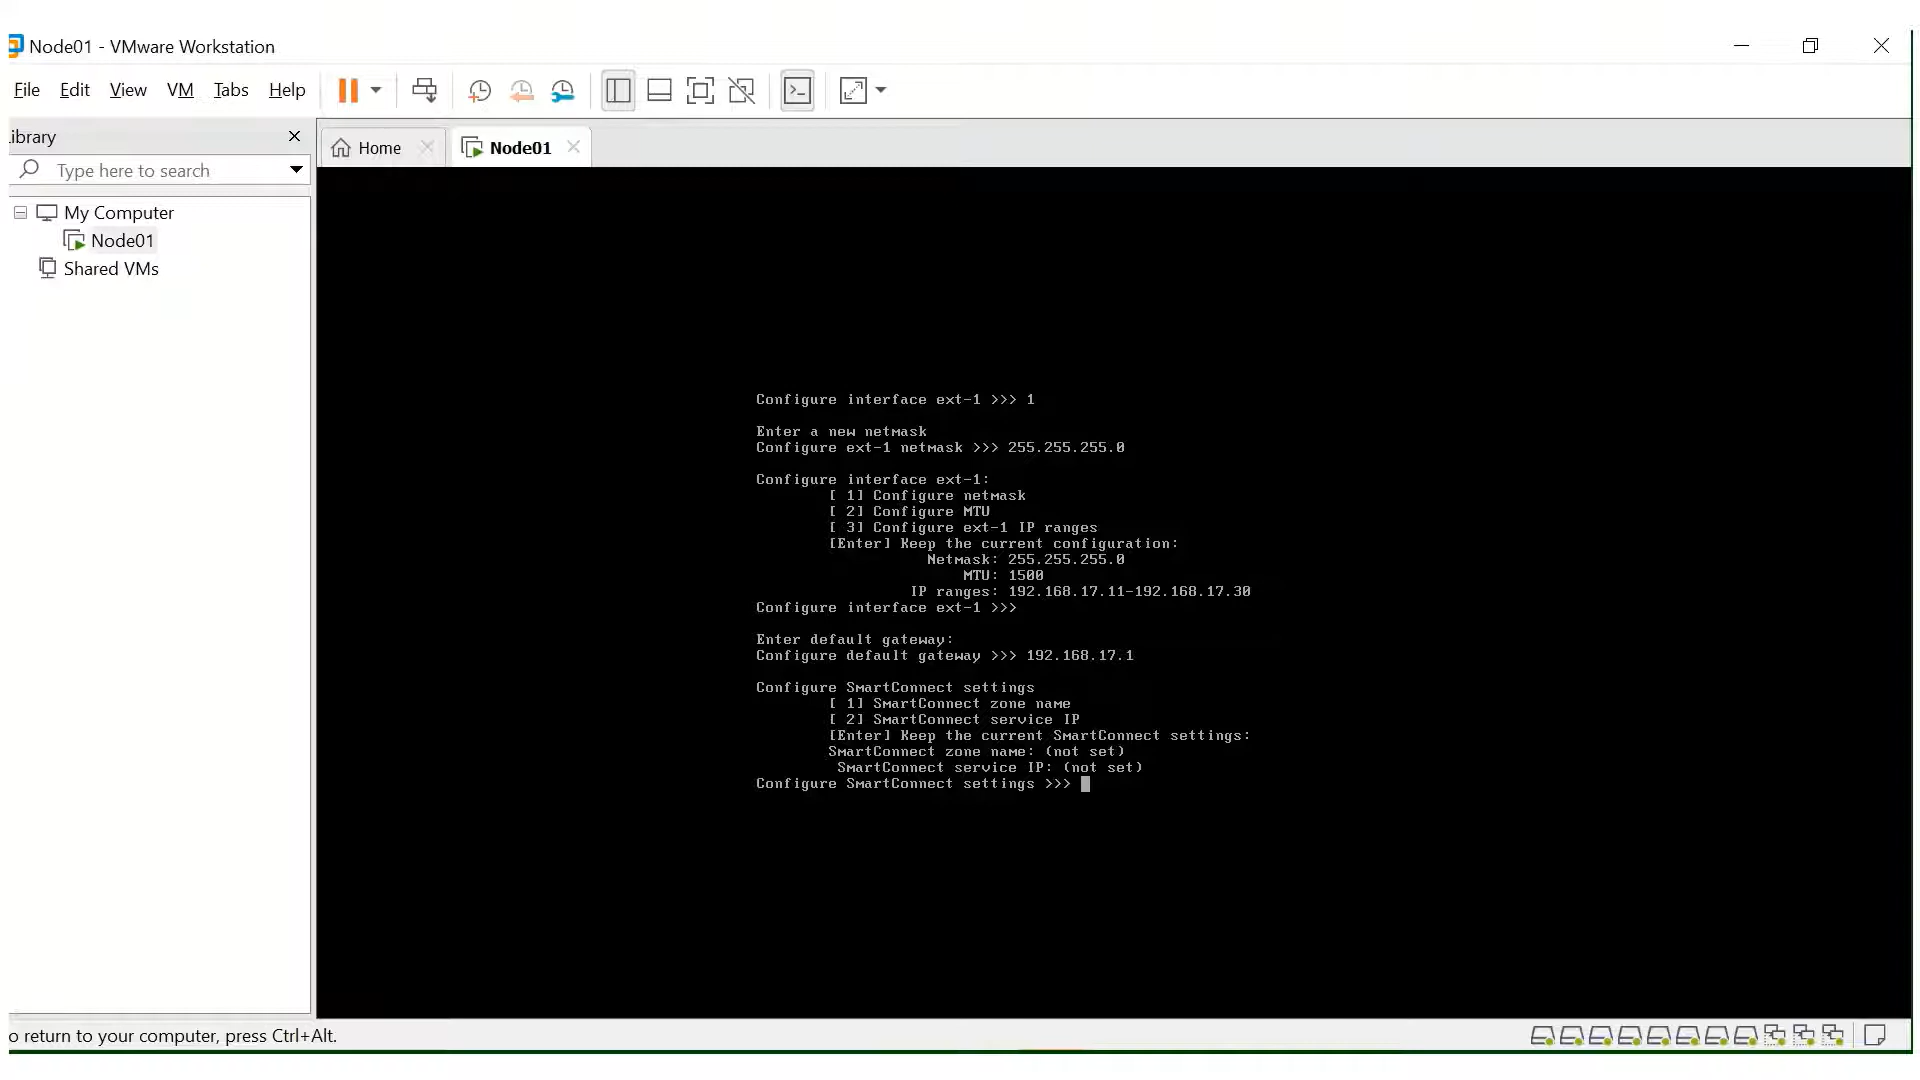 Node01 - VMware Workstation
File Edit View VM Tabs Help
ibrary
Type here to search
My Computer
Node01
Shared VMs
Home
Node01
Configure interface ext-1 >>> 1
Enter a new netmask
Configure ext-1 netmask >>> 255.255.255.0
Configure interface ext-1:
[ 1] Configure netmask
[ 2] Configure MTU
[ 3] Configure ext-1 IP ranges
[Enter] Keep the current configuration:
Netmask: 255.255.255.0
MTU: 1500
IP ranges: 192.168.17.11-192.168.17.30
Configure interface ext-1 >>>
Enter default gateway:
Configure default gateway >>> 192.168.17.1
Configure SmartConnect settings
[ 1] SmartConnect zone name
[ 2] SmartConnect service IP
[Enter] Keep the current SmartConnect settings:
SmartConnect zone name: (not set)
SmartConnect service IP: (not set)
Configure SmartConnect settings >>>
o return to your computer, press Ctrl+Alt.